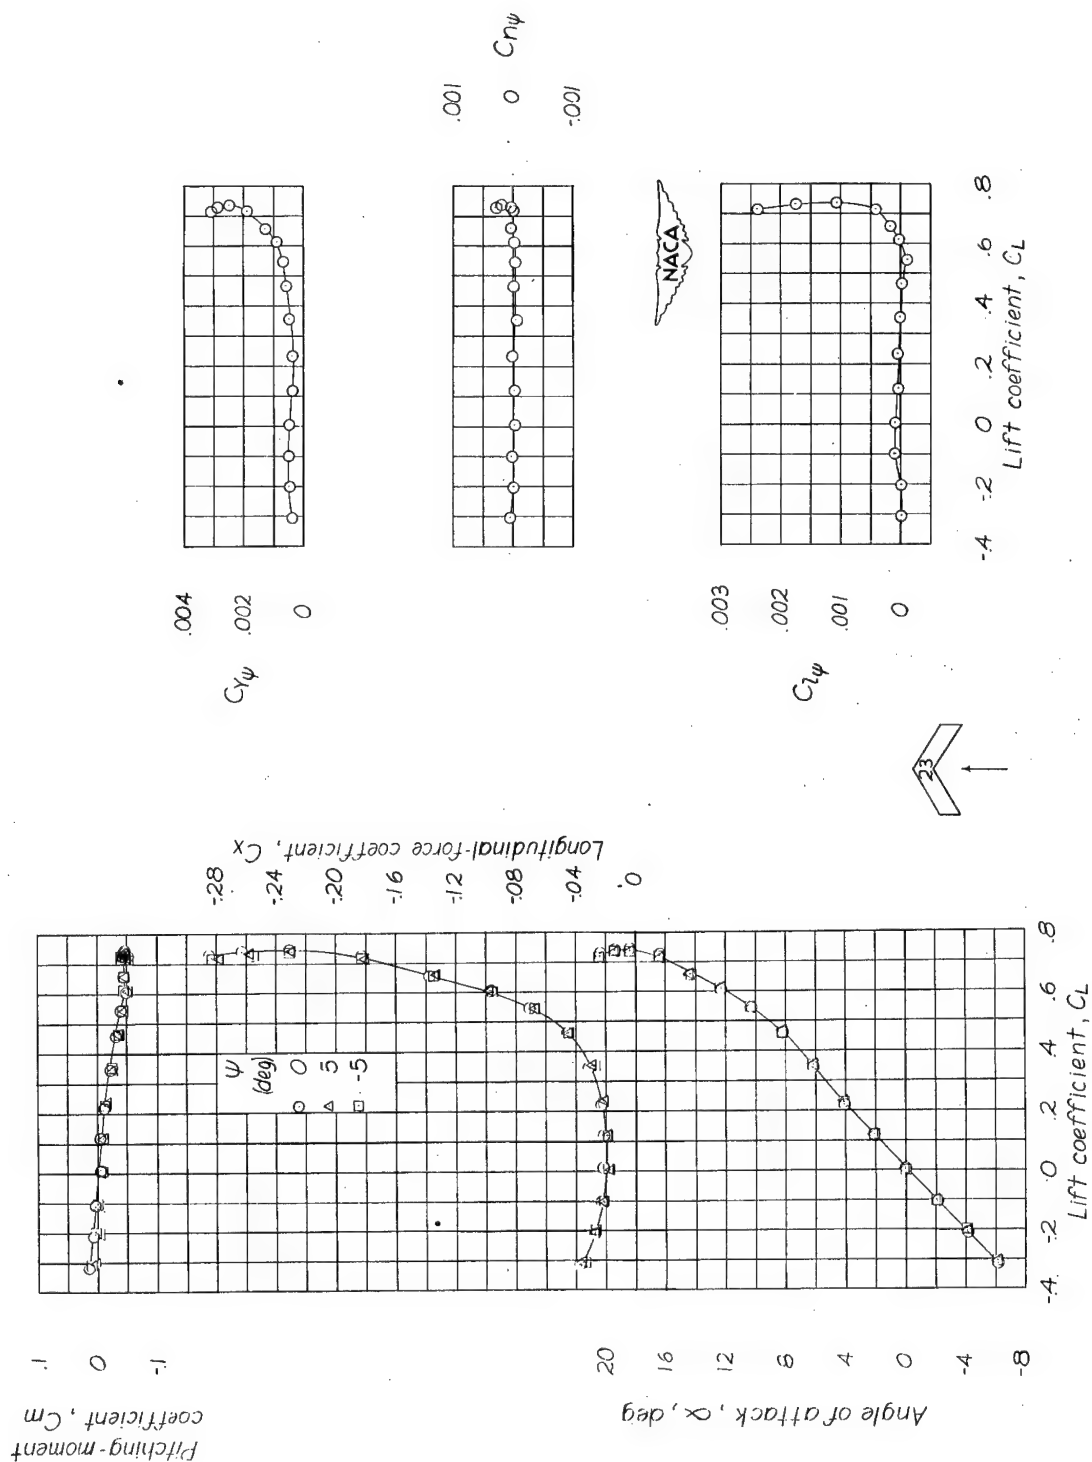 Pitching-moment
coefficient, Cm
.1
0
-.1
Angle of attack, α, deg
20
16
12
8
4
0
-4
-8
ψ
(deg)
○ 0
△ 5
□ -5
Longitudinal-force coefficient, Cx
-.28
-.24
-.20
-.16
-.12
-.08
-.04
0
-.4 -.2 0 .2 .4 .6 .8
Lift coefficient, CL
23
CYψ
.004
.002
0
Cnψ
.001
0
-.001
NACA
Clψ
.003
.002
.001
0
-.4 -.2 0 .2 .4 .6 .8
Lift coefficient, CL